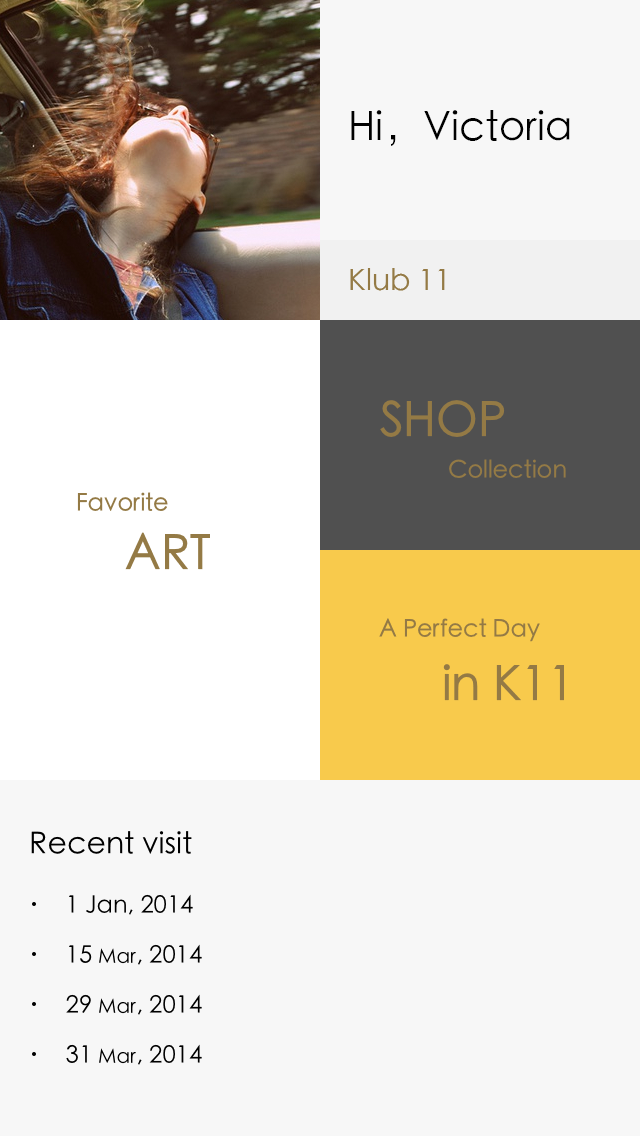 Hi, Victoria
Klub 11
SHOP
Collection
Favorite
ART
A Perfect Day
in K11
Recent visit
· 1 Jan, 2014
· 15 Mar, 2014
· 29 Mar, 2014
· 31 Mar, 2014